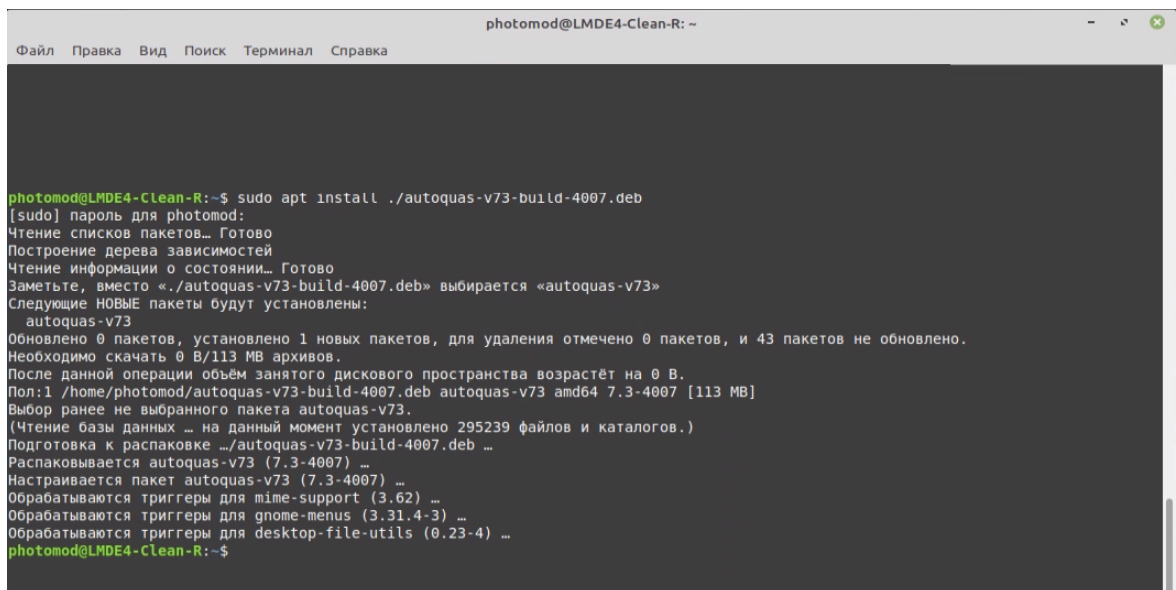 photomod@LMDE4-Clean-R: ~
Файл Правка Вид Поиск Терминал Справка
photomod@LMDE4-Clean-R:~$ sudo apt install ./autoquas-v73-build-4007.deb
[sudo] пароль для photomod:
Чтение списков пакетов… Готово
Построение дерева зависимостей
Чтение информации о состоянии… Готово
Заметьте, вместо «./autoquas-v73-build-4007.deb» выбирается «autoquas-v73»
Следующие НОВЫЕ пакеты будут установлены:
  autoquas-v73
Обновлено 0 пакетов, установлено 1 новых пакетов, для удаления отмечено 0 пакетов, и 43 пакетов не обновлено.
Необходимо скачать 0 B/113 MB архивов.
После данной операции объём занятого дискового пространства возрастёт на 0 B.
Пол:1 /home/photomod/autoquas-v73-build-4007.deb autoquas-v73 amd64 7.3-4007 [113 MB]
Выбор ранее не выбранного пакета autoquas-v73.
(Чтение базы данных … на данный момент установлено 295239 файлов и каталогов.)
Подготовка к распаковке …/autoquas-v73-build-4007.deb …
Распаковывается autoquas-v73 (7.3-4007) …
Настраивается пакет autoquas-v73 (7.3-4007) …
Обрабатываются триггеры для mime-support (3.62) …
Обрабатываются триггеры для gnome-menus (3.31.4-3) …
Обрабатываются триггеры для desktop-file-utils (0.23-4) …
photomod@LMDE4-Clean-R:~$